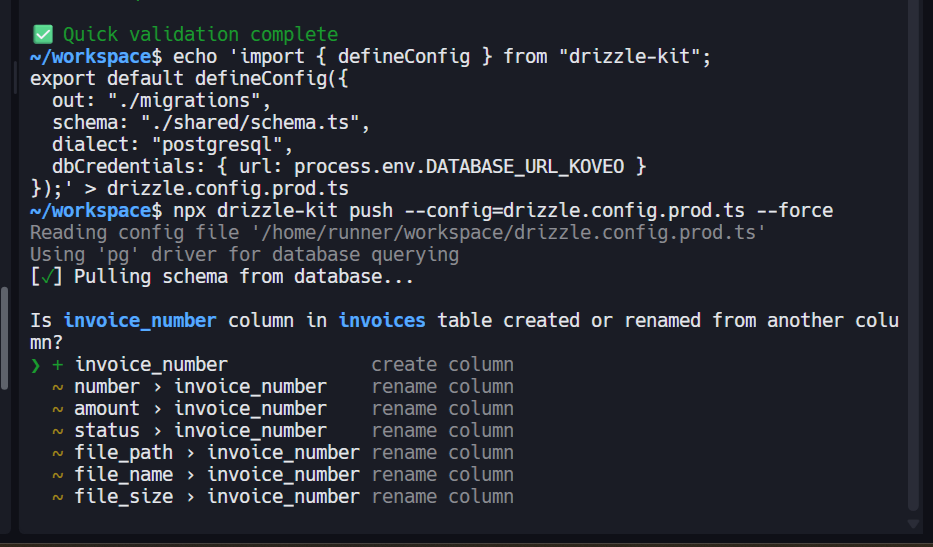 ✅ Quick validation complete
~/workspace$ echo 'import { defineConfig } from "drizzle-kit";
export default defineConfig({
  out: "./migrations",
  schema: "./shared/schema.ts",
  dialect: "postgresql",
  dbCredentials: { url: process.env.DATABASE_URL_KOVEO }
});' > drizzle.config.prod.ts
~/workspace$ npx drizzle-kit push --config=drizzle.config.prod.ts --force
Reading config file '/home/runner/workspace/drizzle.config.prod.ts'
Using 'pg' driver for database querying
[✓] Pulling schema from database...

Is invoice_number column in invoices table created or renamed from another colu
mn?
❯ + invoice_number             create column
  ~ number › invoice_number    rename column
  ~ amount › invoice_number    rename column
  ~ status › invoice_number    rename column
  ~ file_path › invoice_number rename column
  ~ file_name › invoice_number rename column
  ~ file_size › invoice_number rename column